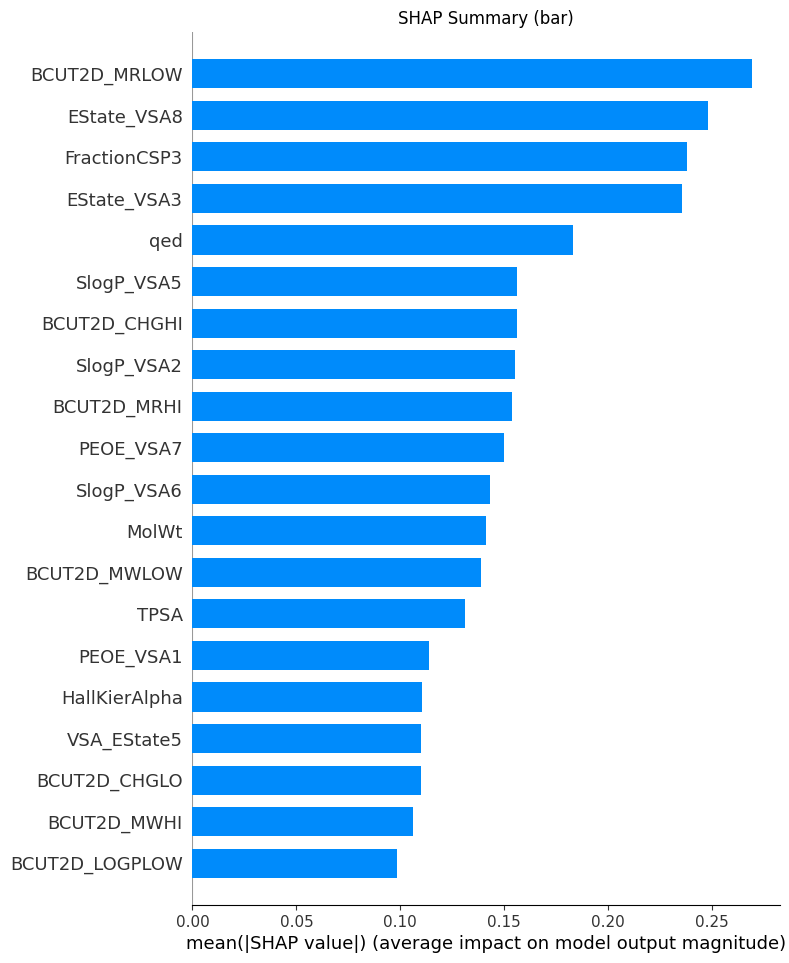 SHAP Summary (bar)
BCUT2D_MRLOW
EState_VSA8
FractionCSP3
EState_VSA3
qed
SlogP_VSA5
BCUT2D_CHGHI
SlogP_VSA2
BCUT2D_MRHI
PEOE_VSA7
SlogP_VSA6
MolWt
BCUT2D_MWLOW
TPSA
PEOE_VSA1
HallKierAlpha
VSA_EState5
BCUT2D_CHGLO
BCUT2D_MWHI
BCUT2D_LOGPLOW
0.00 0.05 0.10 0.15 0.20 0.25
mean(|SHAP value|) (average impact on model output magnitude)